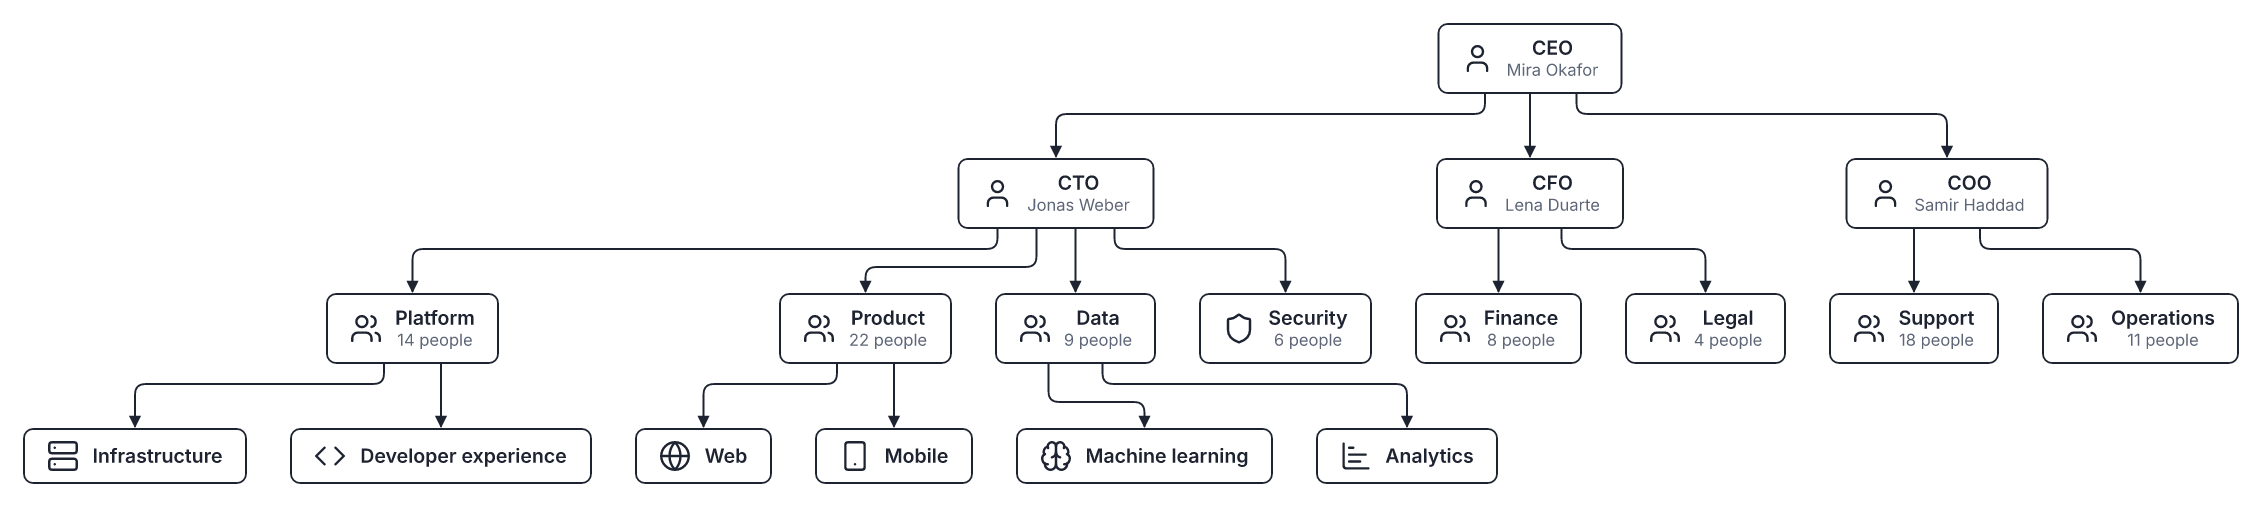 CEO
Mira Okafor
CTO
Jonas Weber
CFO
Lena Duarte
COO
Samir Haddad
Platform
14 people
Product
22 people
Data
9 people
Security
6 people
Finance
8 people
Legal
4 people
Support
18 people
Operations
11 people
Infrastructure
Developer experience
Web
Mobile
Machine learning
Analytics